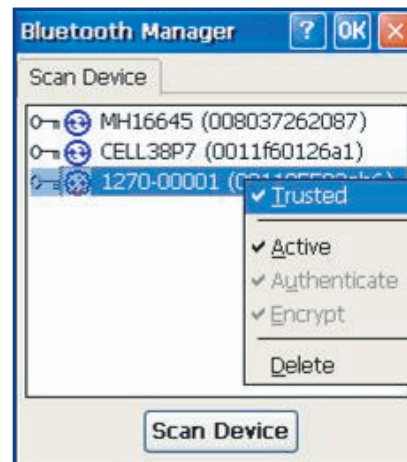 Bluetooth Manager ? OK ×
Scan Device
MH16645 (008037262087)
CELL38P7 (0011f60126a1)
1270-00001
Trusted
Active
Authenticate
Encrypt
Delete
Scan Device